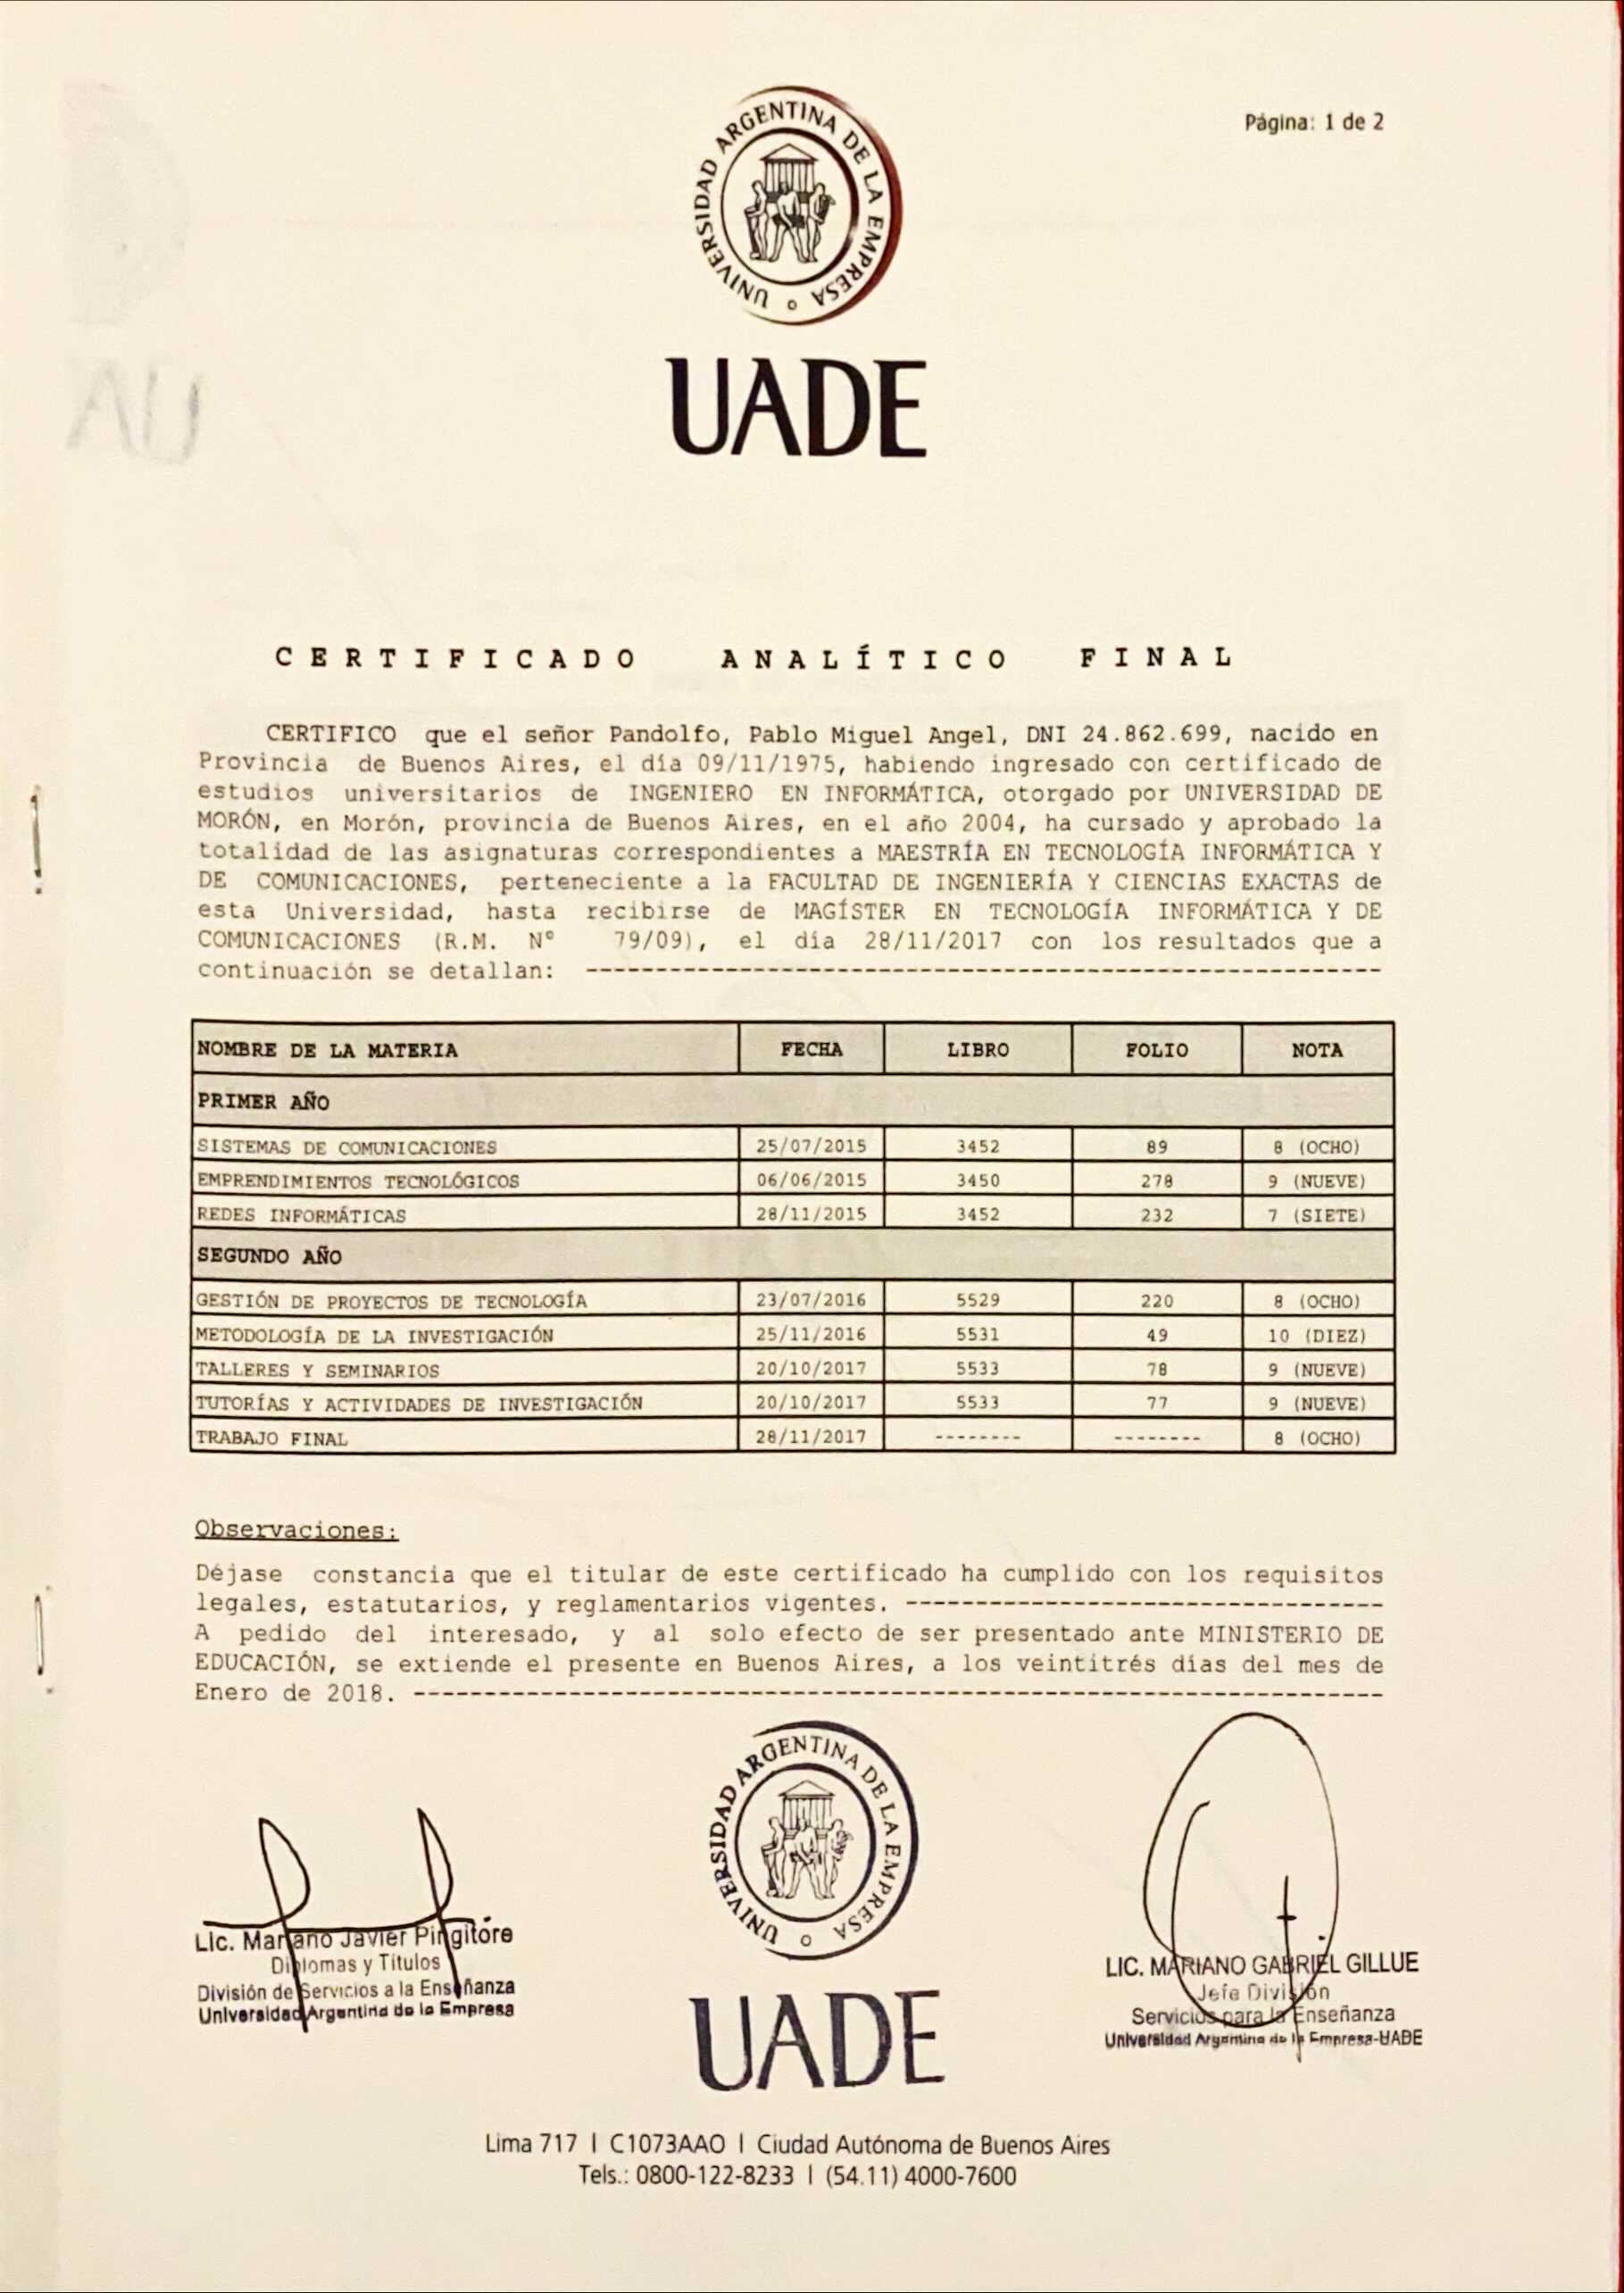 Página: 1 de 2
UNIVERSIDAD ARGENTINA DE LA EMPRESA
UADE
CERTIFICADO ANALÍTICO FINAL
CERTIFICO que el señor Pandolfo, Pablo Miguel Angel, DNI 24.862.699, nacido en
Provincia de Buenos Aires, el día 09/11/1975, habiendo ingresado con certificado de
estudios universitarios de INGENIERO EN INFORMÁTICA, otorgado por UNIVERSIDAD DE
MORÓN, en Morón, provincia de Buenos Aires, en el año 2004, ha cursado y aprobado la
totalidad de las asignaturas correspondientes a MAESTRÍA EN TECNOLOGÍA INFORMÁTICA Y
DE COMUNICACIONES, perteneciente a la FACULTAD DE INGENIERÍA Y CIENCIAS EXACTAS de
esta Universidad, hasta recibirse de MAGÍSTER EN TECNOLOGÍA INFORMÁTICA Y DE
COMUNICACIONES (R.M. Nº 79/09), el día 28/11/2017 con los resultados que a
continuación se detallan: ---------------------------------------------------------
NOMBRE DE LA MATERIA FECHA LIBRO FOLIO NOTA
PRIMER AÑO
SISTEMAS DE COMUNICACIONES 25/07/2015 3452 89 8 (OCHO)
EMPRENDIMIENTOS TECNOLÓGICOS 06/06/2015 3450 278 9 (NUEVE)
REDES INFORMÁTICAS 28/11/2015 3452 232 7 (SIETE)
SEGUNDO AÑO
GESTIÓN DE PROYECTOS DE TECNOLOGÍA 23/07/2016 5529 220 8 (OCHO)
METODOLOGÍA DE LA INVESTIGACIÓN 25/11/2016 5531 49 10 (DIEZ)
TALLERES Y SEMINARIOS 20/10/2017 5533 78 9 (NUEVE)
TUTORÍAS Y ACTIVIDADES DE INVESTIGACIÓN 20/10/2017 5533 77 9 (NUEVE)
TRABAJO FINAL 28/11/2017 -------- -------- 8 (OCHO)
Observaciones:
Déjase constancia que el titular de este certificado ha cumplido con los requisitos
legales, estatutarios, y reglamentarios vigentes. ----------------------------------
A pedido del interesado, y al solo efecto de ser presentado ante MINISTERIO DE
EDUCACIÓN, se extiende el presente en Buenos Aires, a los veintitrés días del mes de
Enero de 2018. ---------------------------------------------------------------------
UNIVERSIDAD ARGENTINA DE LA EMPRESA
UADE
Lic. Mariano Javier Pingitore
Diplomas y Títulos
División de Servicios a la Enseñanza
Universidad Argentina de la Empresa
LIC. MARIANO GABRIEL GILLUE
Jefe División
Servicios para la Enseñanza
Universidad Argentina de la Empresa-UADE
Lima 717 | C1073AAO | Ciudad Autónoma de Buenos Aires
Tels.: 0800-122-8233 | (54.11) 4000-7600